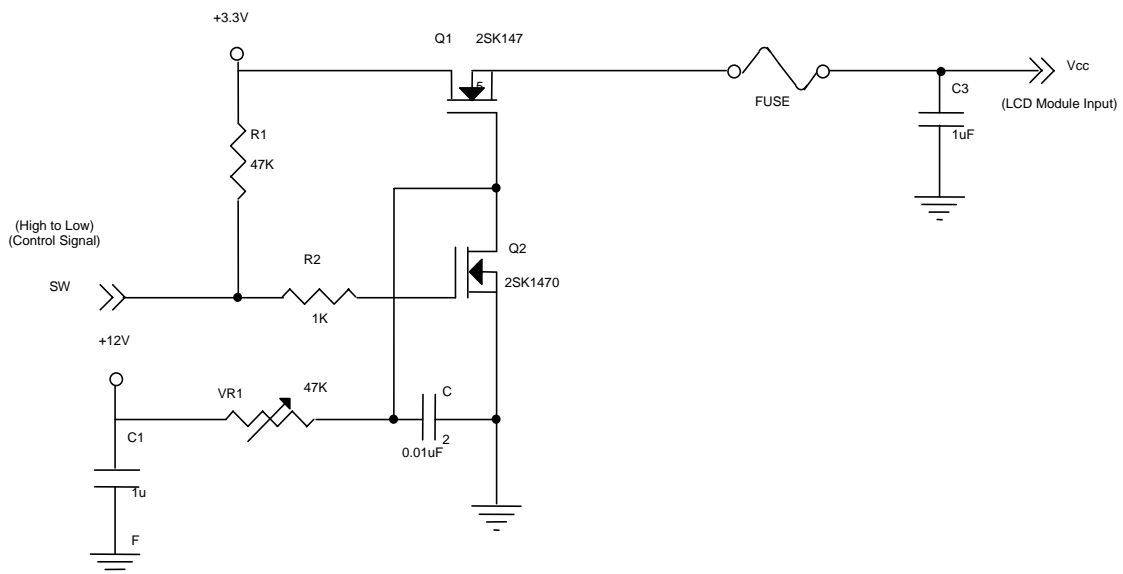 +3.3V
Q1
2SK147
5
FUSE
Vcc
(LCD Module Input)
C3
1uF
R1
47K
(High to Low)
(Control Signal)
SW
R2
1K
Q2
2SK1470
+12V
VR1
47K
C
2
0.01uF
C1
1u
F